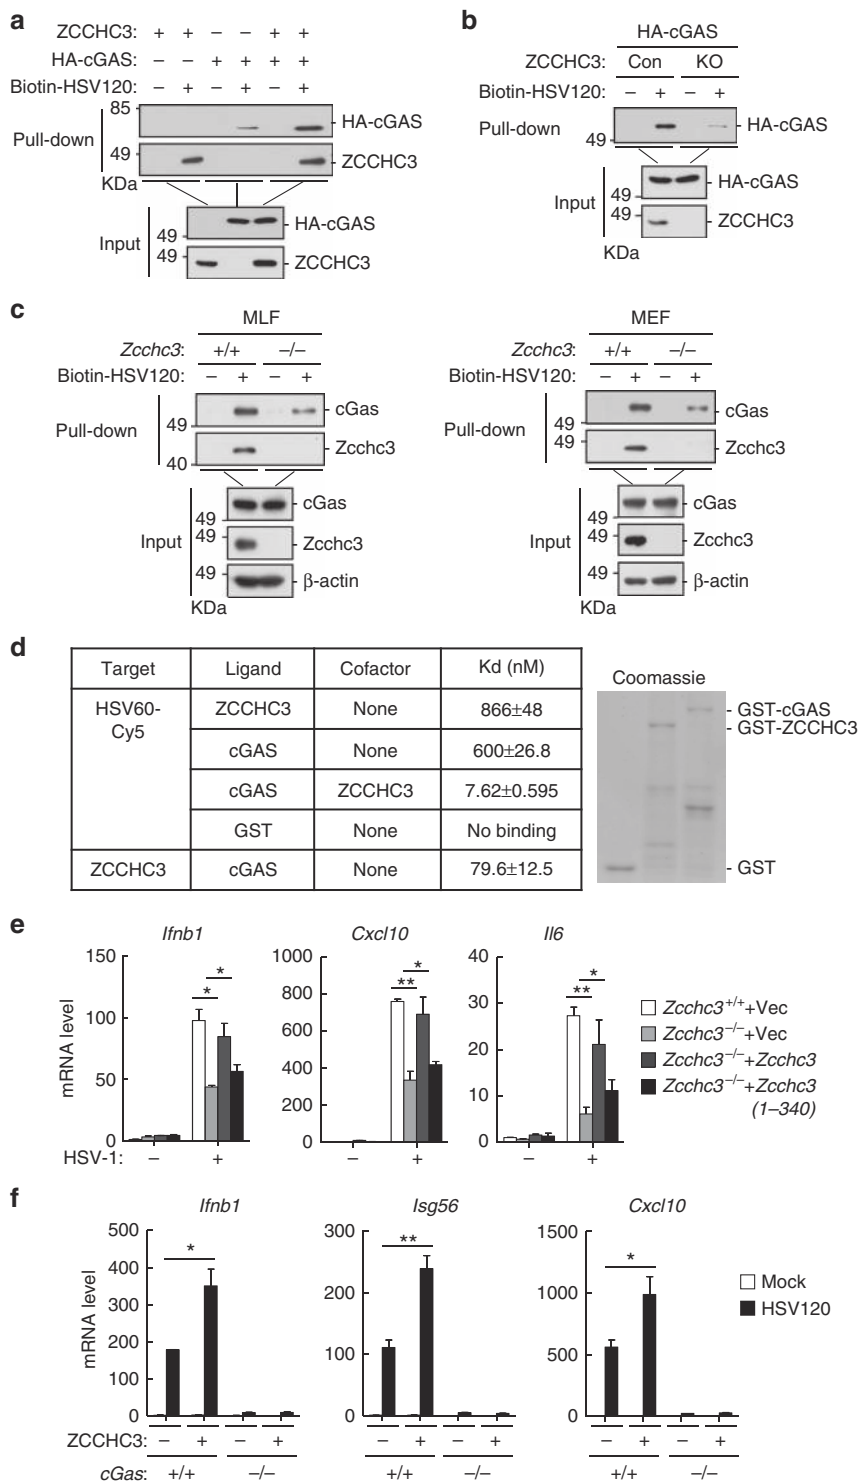 a
ZCCHC3: + + – – + +
HA-cGAS: – – + + + +
Biotin-HSV120: – + – + – +
Pull-down
85
HA-cGAS
49
ZCCHC3
KDa
Input
49
HA-cGAS
49
ZCCHC3
b
HA-cGAS
ZCCHC3: Con KO
Biotin-HSV120: – + – +
Pull-down
49
HA-cGAS
Input
49
HA-cGAS
49
ZCCHC3
KDa
c
MLF
Zcchc3: +/+ –/–
Biotin-HSV120: – + – +
Pull-down
49
cGas
40
Zcchc3
Input
49
cGas
49
Zcchc3
49
β-actin
KDa
MEF
Zcchc3: +/+ –/–
Biotin-HSV120: – + – +
Pull-down
49
cGas
49
Zcchc3
Input
49
cGas
49
Zcchc3
49
β-actin
KDa
d
Target Ligand Cofactor Kd (nM)
HSV60-Cy5 ZCCHC3 None 866±48
cGAS None 600±26.8
cGAS ZCCHC3 7.62±0.595
GST None No binding
ZCCHC3 cGAS None 79.6±12.5
Coomassie
GST-cGAS
GST-ZCCHC3
GST
e
Ifnb1
mRNA level
150
100
50
0
* *
HSV-1: – +
Cxcl10
1000
800
600
400
200
0
** *
– +
Il6
40
30
20
10
0
** *
– +
Zcchc3+/++Vec
Zcchc3–/–+Vec
Zcchc3–/–+Zcchc3
Zcchc3–/–+Zcchc3
(1–340)
f
Ifnb1
mRNA level
500
400
300
200
100
0
*
ZCCHC3: – + – +
cGas: +/+ –/–
Isg56
300
200
100
0
**
– + – +
+/+ –/–
Cxcl10
1500
1000
500
0
*
– + – +
+/+ –/–
Mock
HSV120